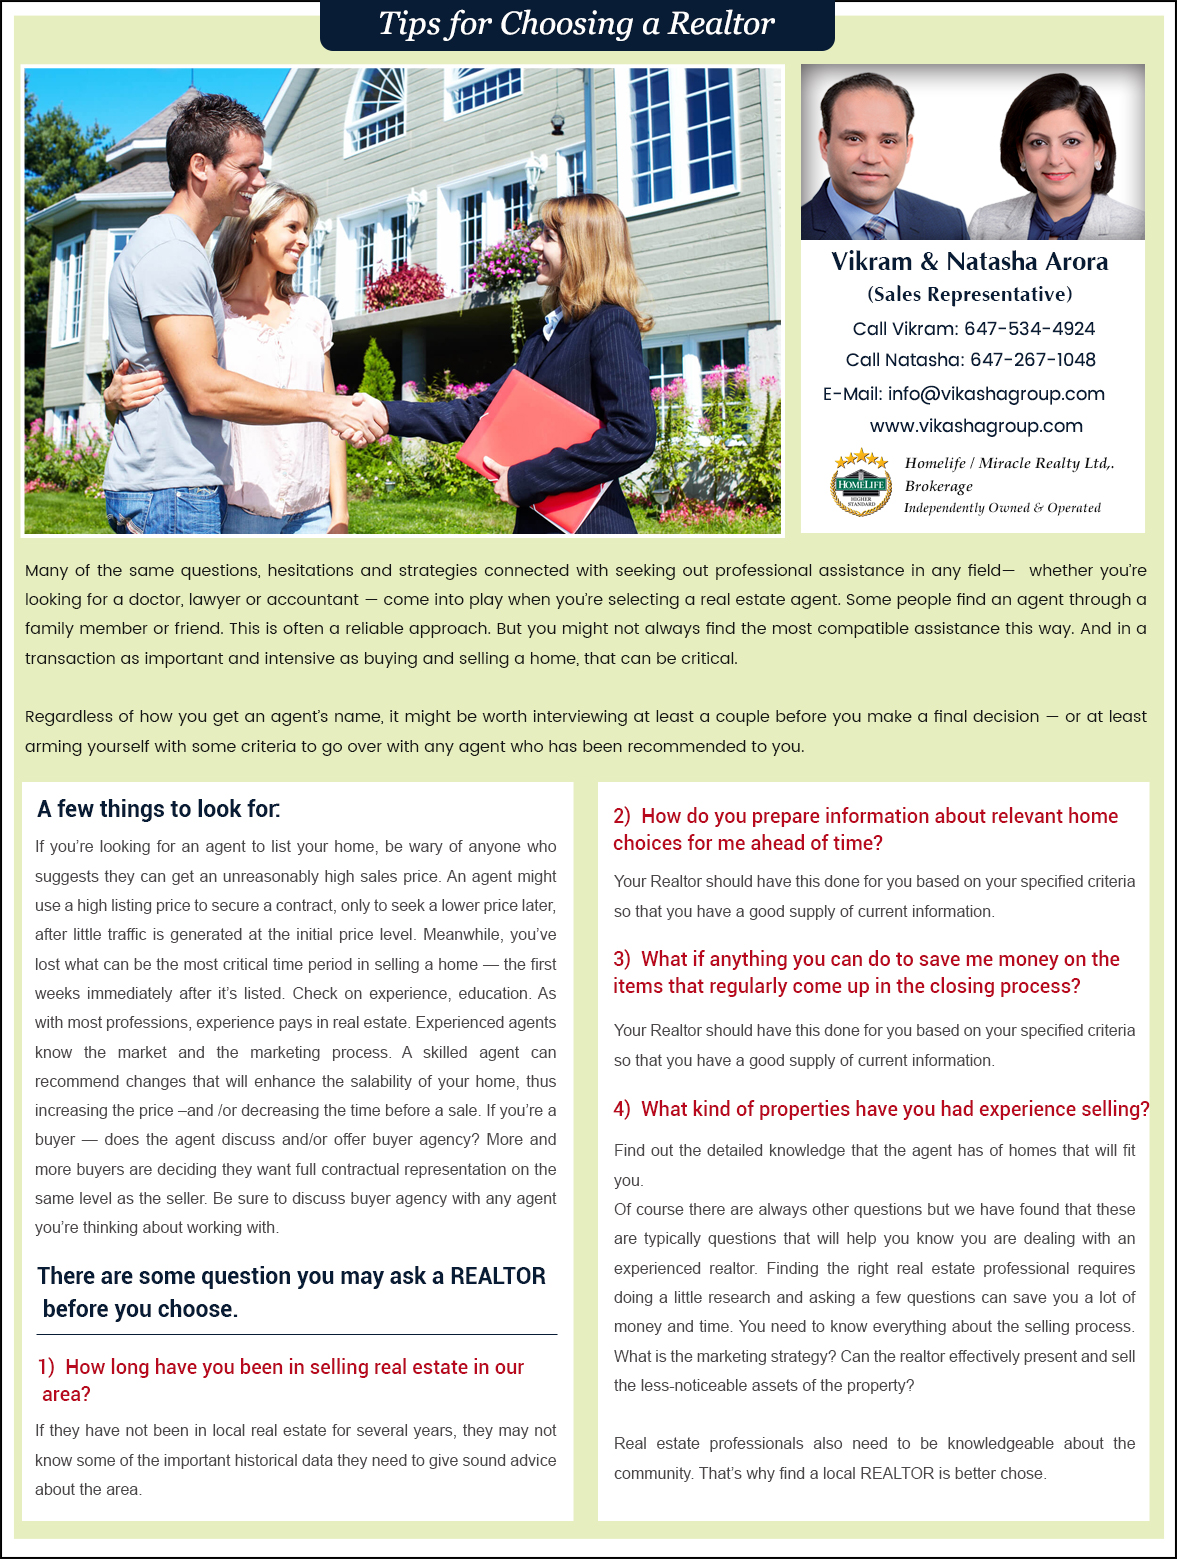 Tips for Choosing a Realtor
Vikram & Natasha Arora
(Sales Representative)
Call Vikram: 647-534-4924
Call Natasha: 647-267-1048
E-Mail: info@vikashagroup.com
www.vikashagroup.com
HOMELIFE
HIGHER
STANDARD
Homelife / Miracle Realty Ltd,.
Brokerage
Independently Owned & Operated
Many of the same questions, hesitations and strategies connected with seeking out professional assistance in any field— whether you’re
looking for a doctor, lawyer or accountant — come into play when you’re selecting a real estate agent. Some people find an agent through a
family member or friend. This is often a reliable approach. But you might not always find the most compatible assistance this way. And in a
transaction as important and intensive as buying and selling a home, that can be critical.
Regardless of how you get an agent’s name, it might be worth interviewing at least a couple before you make a final decision — or at least
arming yourself with some criteria to go over with any agent who has been recommended to you.
A few things to look for:
If you’re looking for an agent to list your home, be wary of anyone who
suggests they can get an unreasonably high sales price. An agent might
use a high listing price to secure a contract, only to seek a lower price later,
after little traffic is generated at the initial price level. Meanwhile, you’ve
lost what can be the most critical time period in selling a home — the first
weeks immediately after it’s listed. Check on experience, education. As
with most professions, experience pays in real estate. Experienced agents
know the market and the marketing process. A skilled agent can
recommend changes that will enhance the salability of your home, thus
increasing the price –and /or decreasing the time before a sale. If you’re a
buyer — does the agent discuss and/or offer buyer agency? More and
more buyers are deciding they want full contractual representation on the
same level as the seller. Be sure to discuss buyer agency with any agent
you’re thinking about working with.
There are some question you may ask a REALTOR
before you choose.
1) How long have you been in selling real estate in our
area?
If they have not been in local real estate for several years, they may not
know some of the important historical data they need to give sound advice
about the area.
2) How do you prepare information about relevant home
choices for me ahead of time?
Your Realtor should have this done for you based on your specified criteria
so that you have a good supply of current information.
3) What if anything you can do to save me money on the
items that regularly come up in the closing process?
Your Realtor should have this done for you based on your specified criteria
so that you have a good supply of current information.
4) What kind of properties have you had experience selling?
Find out the detailed knowledge that the agent has of homes that will fit
you.
Of course there are always other questions but we have found that these
are typically questions that will help you know you are dealing with an
experienced realtor. Finding the right real estate professional requires
doing a little research and asking a few questions can save you a lot of
money and time. You need to know everything about the selling process.
What is the marketing strategy? Can the realtor effectively present and sell
the less-noticeable assets of the property?
Real estate professionals also need to be knowledgeable about the
community. That’s why find a local REALTOR is better chose.